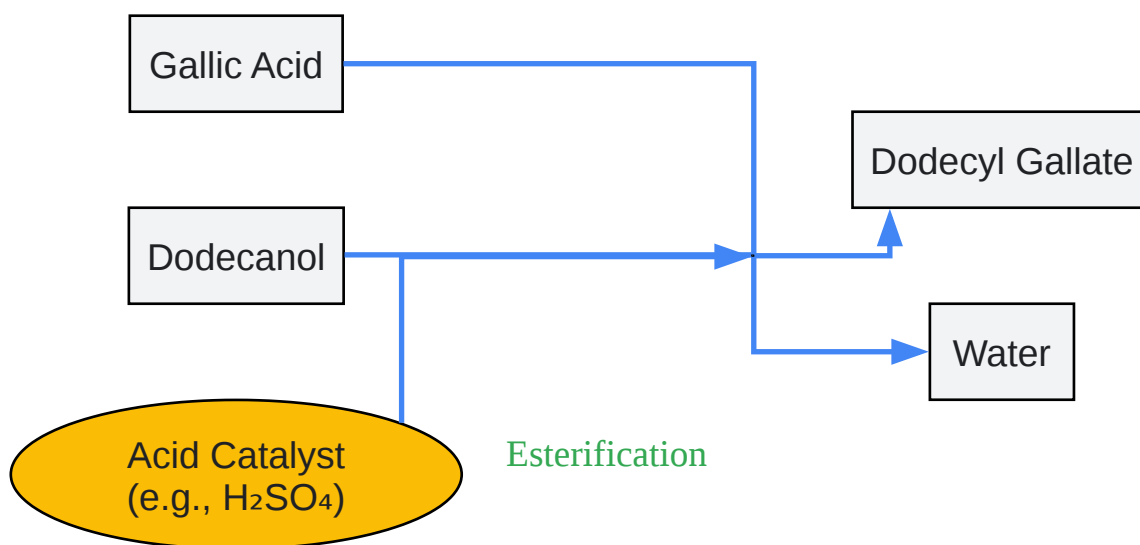 Gallic Acid
Dodecyl Gallate
Dodecanol
Water
Acid Catalyst
(e.g., H₂SO₄)
Esterification